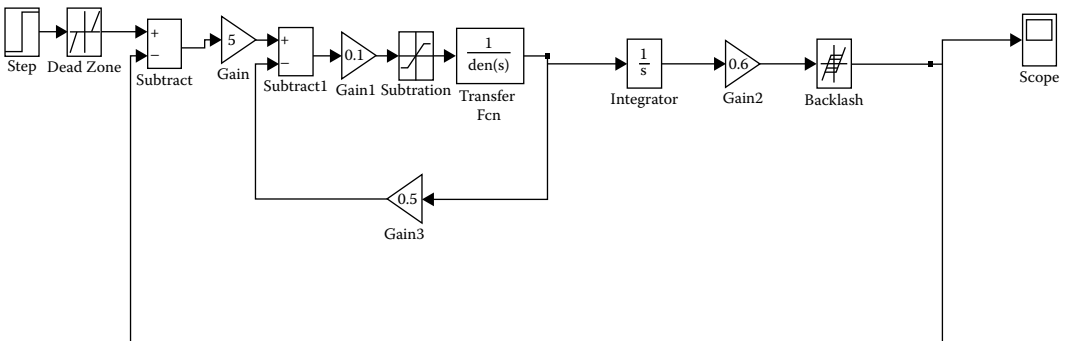 Step
Dead Zone
+
−
Subtract
5
Gain
+
−
Subtract1
0.1
Gain1
Subtration
1
den(s)
Transfer
Fcn
1
s
Integrator
0.6
Gain2
Backlash
Scope
0.5
Gain3